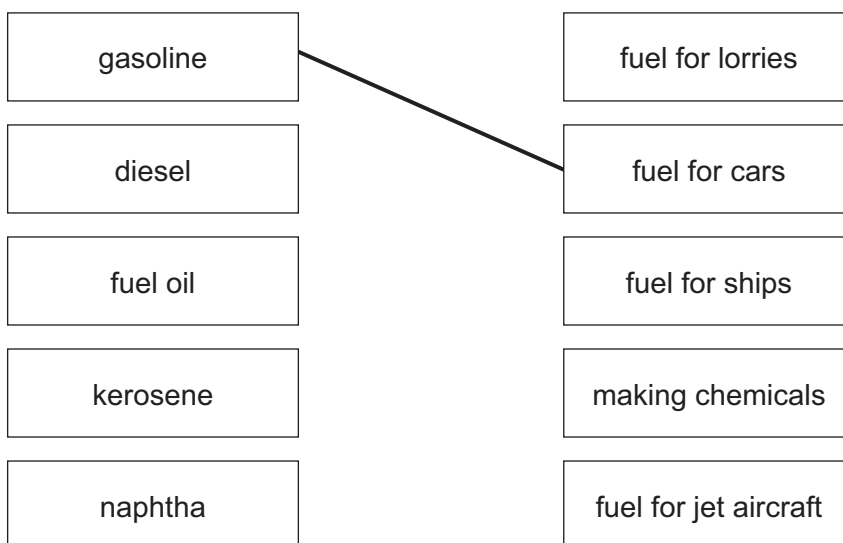 gasoline
fuel for lorries
diesel
fuel for cars
fuel oil
fuel for ships
kerosene
making chemicals
naphtha
fuel for jet aircraft